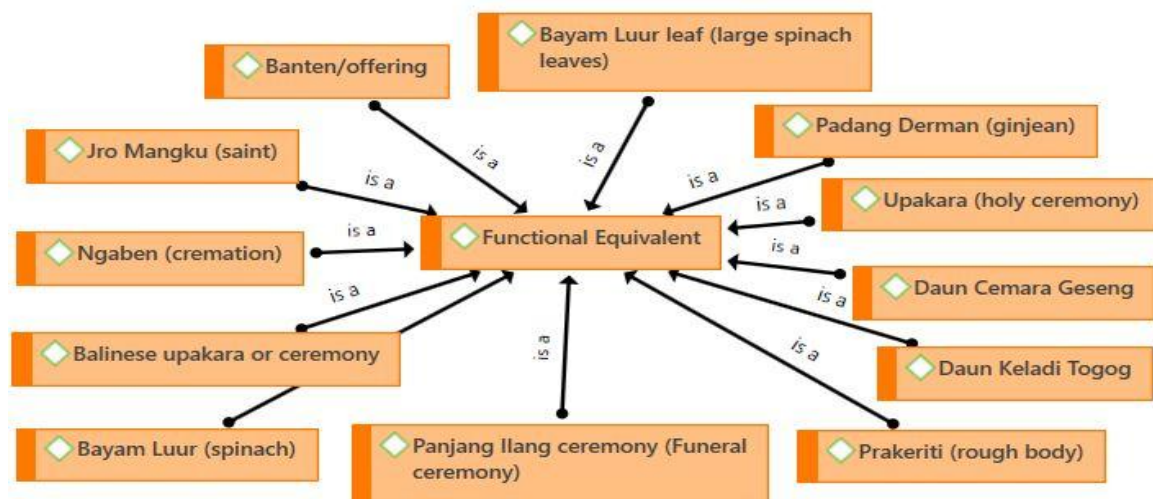 Bayam Luur leaf (large spinach
leaves)
Banten/offering
Padang Derman (ginjean)
Jro Mangku (saint)
is a
is a
is a
is a
is a
Upakara (holy ceremony)
Functional Equivalent
Ngaben (cremation)
is a
is a
Daun Cemara Geseng
is a
is a
Balinese upakara or ceremony
is a
is a
Daun Keladi Togog
Bayam Luur (spinach)
Panjang Ilang ceremony (Funeral
ceremony)
Prakeriti (rough body)